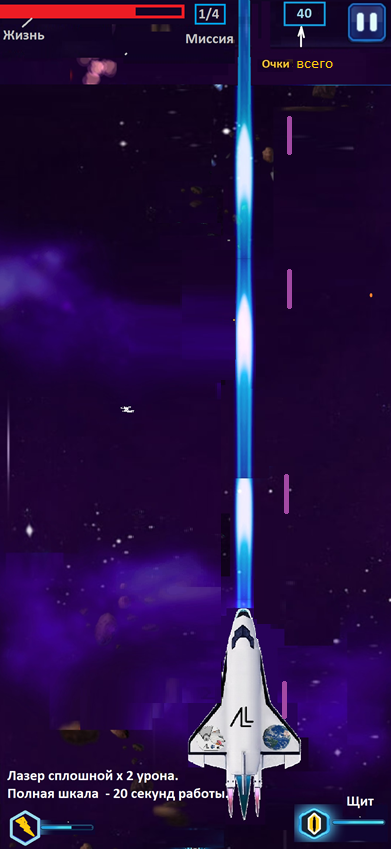 1/4
40
Жизнь
Миссия
Очки всего
Лазер сплошной x 2 урона.
Полная шкала - 20 секунд работы
Щит